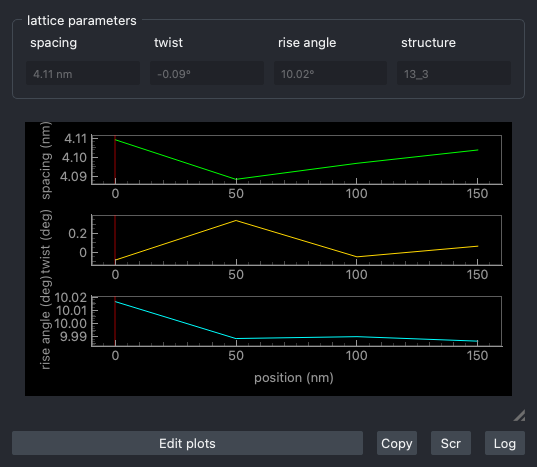 lattice parameters
spacing twist rise angle structure
4.11 nm -0.09° 10.02° 13_3
spacing (nm)
4.11
4.10
4.09
0 50 100 150
twist (deg)
0.2
0
0 50 100 150
rise angle (deg)
10.02
10.01
10.00
9.99
0 50 100 150
position (nm)
Edit plots Copy Scr Log